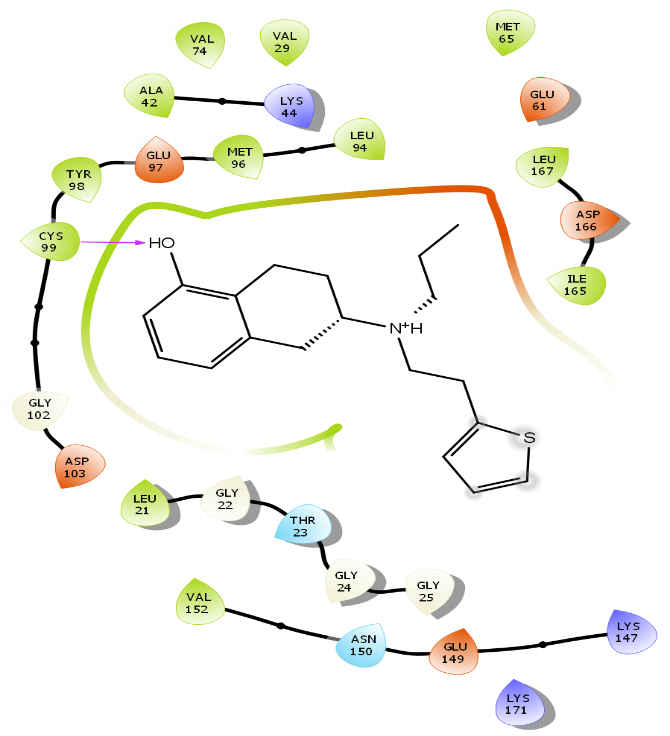 VAL
74
VAL
29
MET
65
ALA
42
LYS
44
GLU
61
TYR
98
GLU
97
MET
96
LEU
94
LEU
167
CYS
99
HO
ASP
166
ILE
165
N+H
GLY
102
ASP
103
S
LEU
21
GLY
22
THR
23
GLY
24
GLY
25
VAL
152
ASN
150
GLU
149
LYS
147
LYS
171